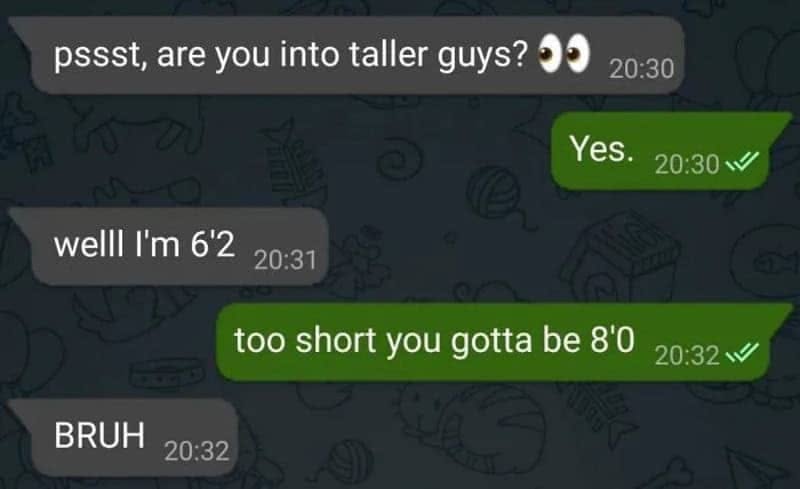 pssst, are you into taller guys? 👀 20:30
Yes. 20:30
welll I'm 6'2 20:31
too short you gotta be 8'0 20:32
BRUH 20:32